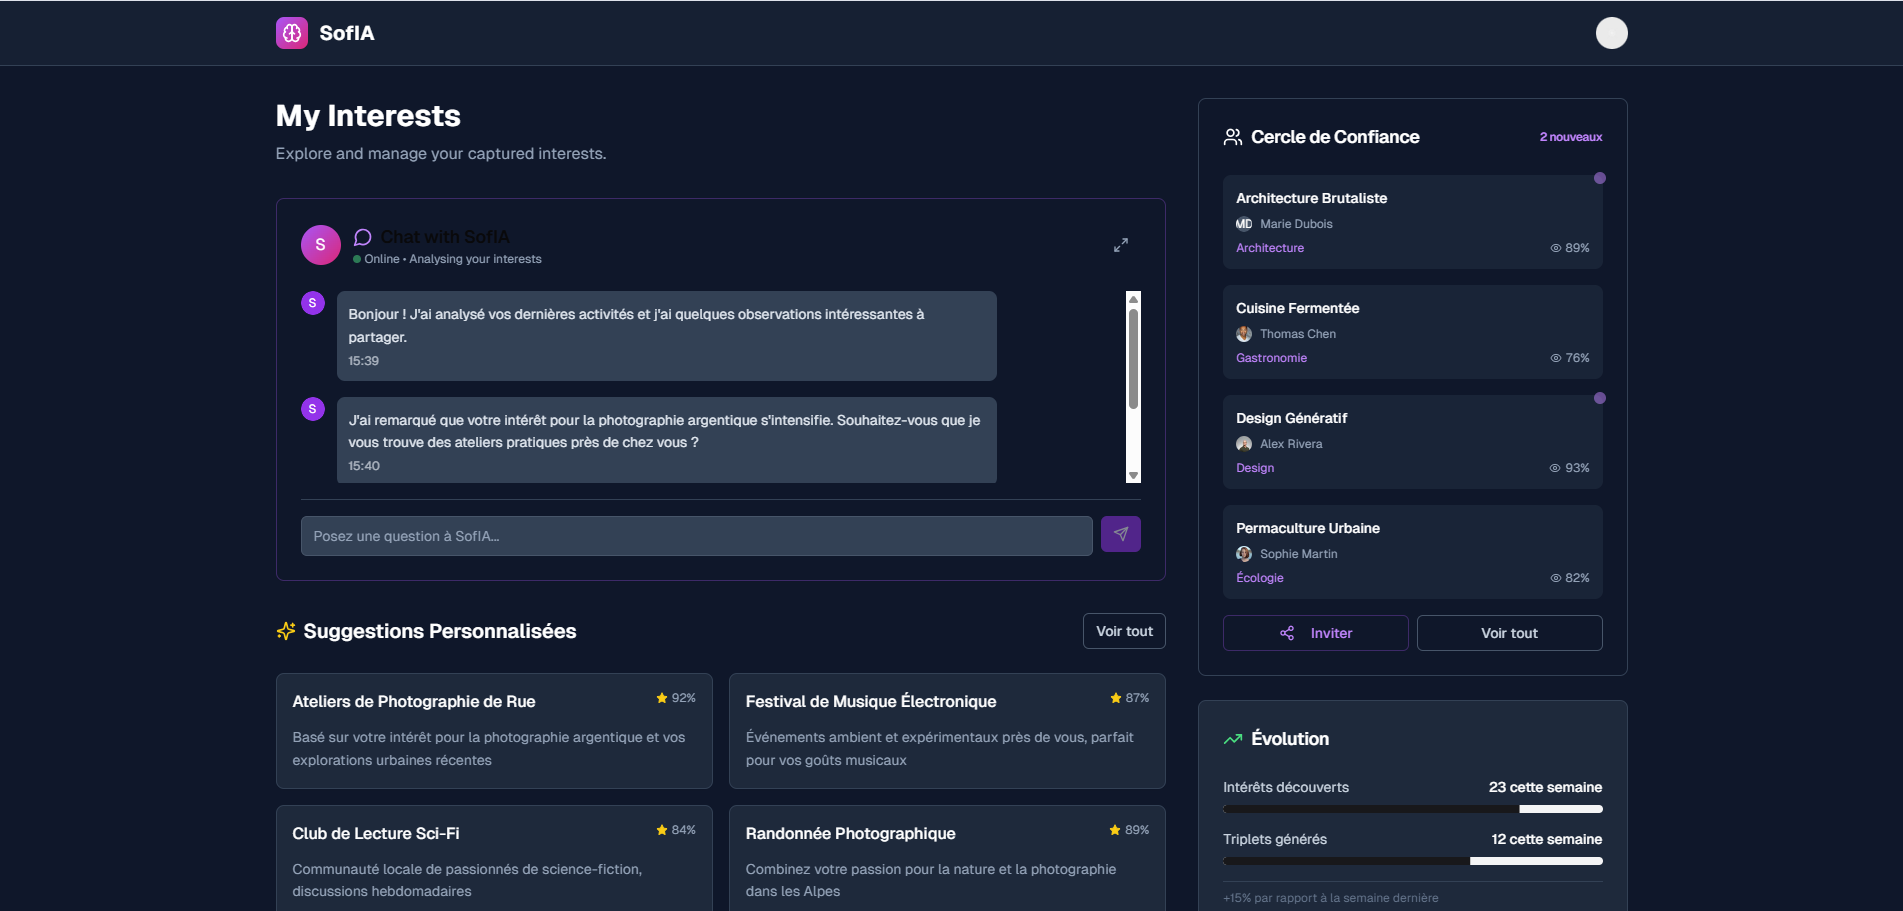 SofIA
My Interests
Explore and manage your captured interests.
S
Chat with SofIA
Online • Analysing your interests
S
Bonjour ! J'ai analysé vos dernières activités et j'ai quelques observations intéressantes à
partager.
15:39
S
J'ai remarqué que votre intérêt pour la photographie argentique s'intensifie. Souhaitez-vous que je
vous trouve des ateliers pratiques près de chez vous ?
15:40
Posez une question à SofIA...
Suggestions Personnalisées
Voir tout
Ateliers de Photographie de Rue
92%
Basé sur votre intérêt pour la photographie argentique et vos
explorations urbaines récentes
Festival de Musique Électronique
87%
Événements ambient et expérimentaux près de vous, parfait
pour vos goûts musicaux
Club de Lecture Sci-Fi
84%
Communauté locale de passionnés de science-fiction,
discussions hebdomadaires
Randonnée Photographique
89%
Combinez votre passion pour la nature et la photographie
dans les Alpes
Cercle de Confiance
2 nouveaux
Architecture Brutaliste
MD Marie Dubois
Architecture
89%
Cuisine Fermentée
Thomas Chen
Gastronomie
76%
Design Génératif
Alex Rivera
Design
93%
Permaculture Urbaine
Sophie Martin
Écologie
82%
Inviter
Voir tout
Évolution
Intérêts découverts
23 cette semaine
Triplets générés
12 cette semaine
+15% par rapport à la semaine dernière